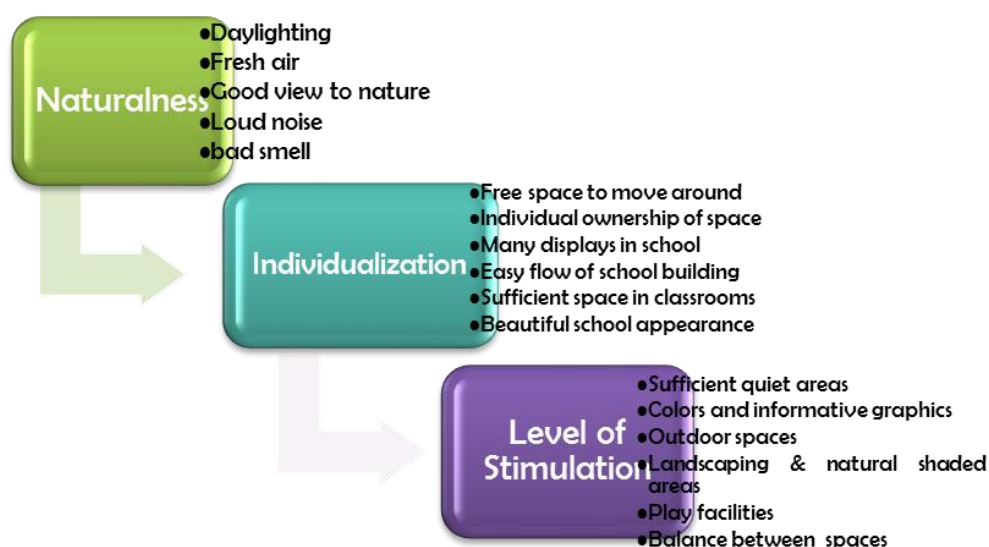 Naturalness
●Daylighting
●Fresh air
●Good view to nature
●Loud noise
●bad smell
Individualization
●Free space to move around
●Individual ownership of space
●Many displays in school
●Easy flow of school building
●Sufficient space in classrooms
●Beautiful school appearance
Level of
Stimulation
●Sufficient quiet areas
●Colors and informative graphics
●Outdoor spaces
●Landscaping & natural shaded
areas
●Play facilities
●Balance between spaces